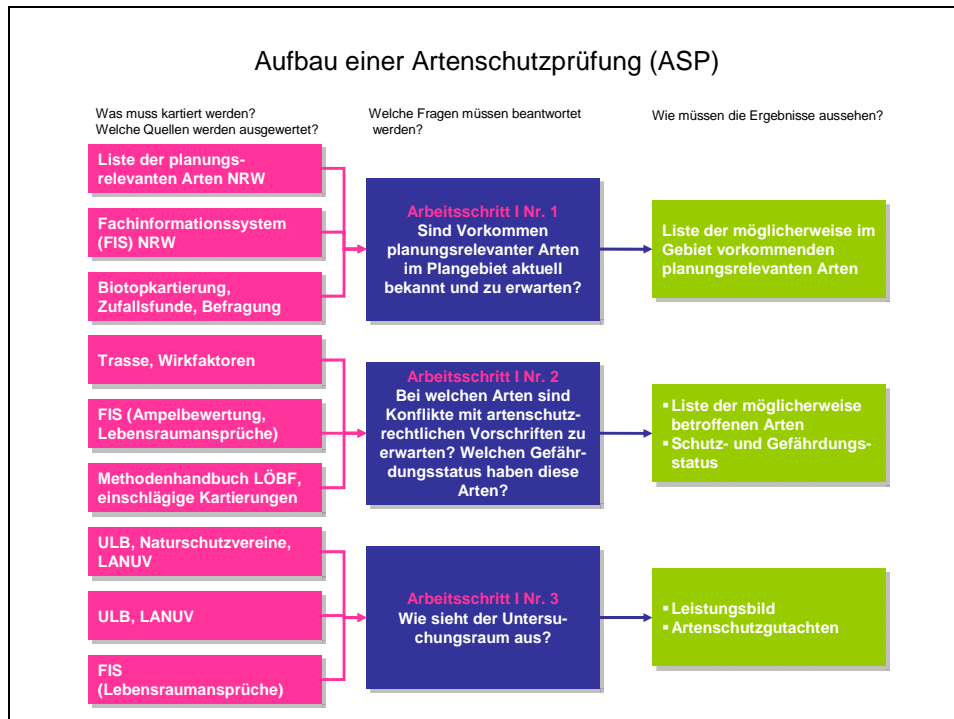 Aufbau einer Artenschutzprüfung (ASP)
Was muss kartiert werden?
Welche Quellen werden ausgewertet?
Welche Fragen müssen beantwortet
werden?
Wie müssen die Ergebnisse aussehen?
Liste der planungs-
relevanten Arten NRW
Fachinformationssystem
(FIS) NRW
Biotopkartierung,
Zufallsfunde, Befragung
Arbeitsschritt I Nr. 1
Sind Vorkommen
planungsrelevanter Arten
im Plangebiet aktuell
bekannt und zu erwarten?
Liste der möglicherweise im
Gebiet vorkommenden
planungsrelevanten Arten
Trasse, Wirkfaktoren
FIS (Ampelbewertung,
Lebensraumansprüche)
Methodenhandbuch LÖBF,
einschlägige Kartierungen
Arbeitsschritt I Nr. 2
Bei welchen Arten sind
Konflikte mit artenschutz-
rechtlichen Vorschriften zu
erwarten? Welchen Gefähr-
dungsstatus haben diese
Arten?
▪ Liste der möglicherweise
betroffenen Arten
▪ Schutz- und Gefährdungs-
status
ULB, Naturschutzvereine,
LANUV
ULB, LANUV
FIS
(Lebensraumansprüche)
Arbeitsschritt I Nr. 3
Wie sieht der Untersu-
chungsraum aus?
▪ Leistungsbild
▪ Artenschutzgutachten